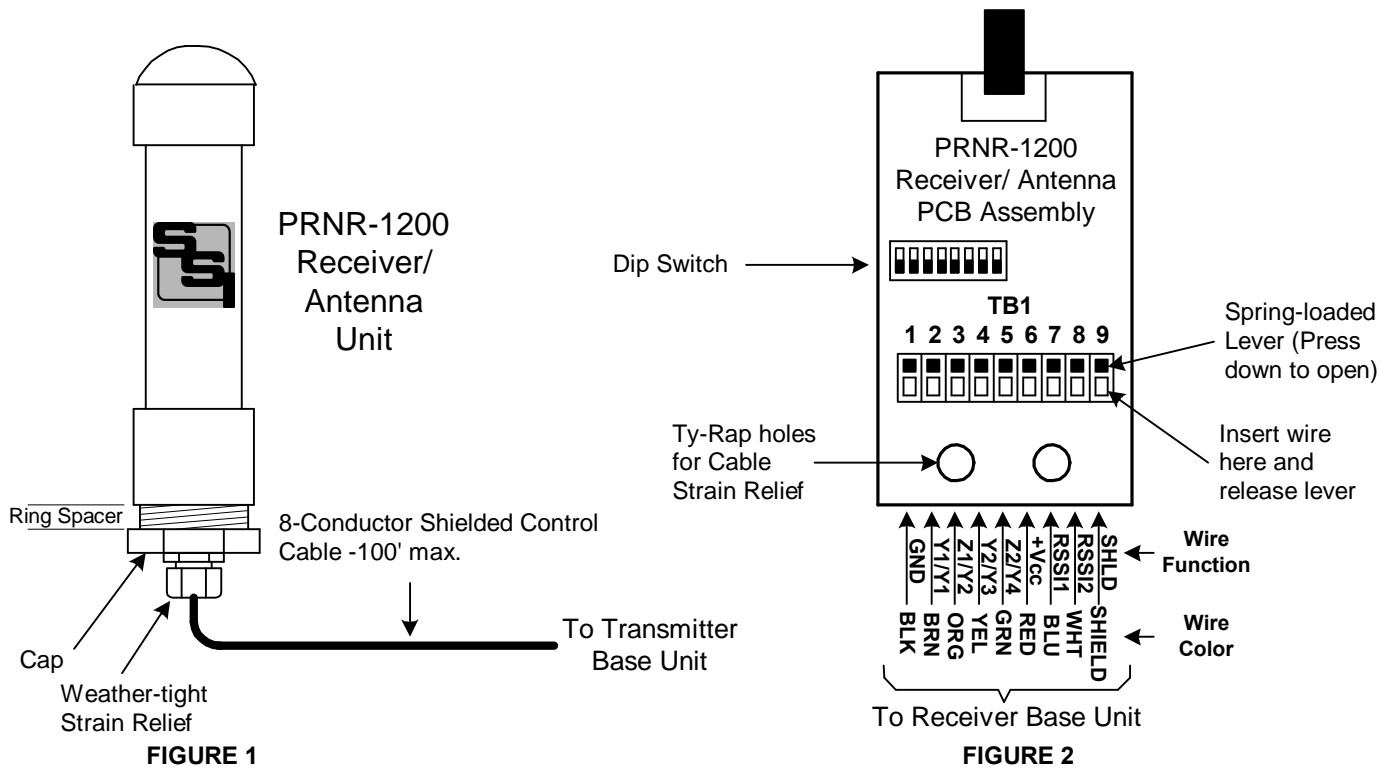 SSI
PRNR-1200
Receiver/
Antenna
Unit
Ring Spacer
8-Conductor Shielded Control
Cable -100' max.
Cap
Weather-tight
Strain Relief
To Transmitter
Base Unit
FIGURE 1
PRNR-1200
Receiver/ Antenna
PCB Assembly
Dip Switch
TB1
1 2 3 4 5 6 7 8 9
Spring-loaded
Lever (Press
down to open)
Ty-Rap holes
for Cable
Strain Relief
Insert wire
here and
release lever
GND
Y1/Y1
Z1/Y2
Y2/Y3
Z2/Y4
+Vcc
RSSI1
RSSI2
SHLD
Wire
Function
BLK
BRN
ORG
YEL
GRN
RED
BLU
WHT
SHIELD
Wire
Color
To Receiver Base Unit
FIGURE 2